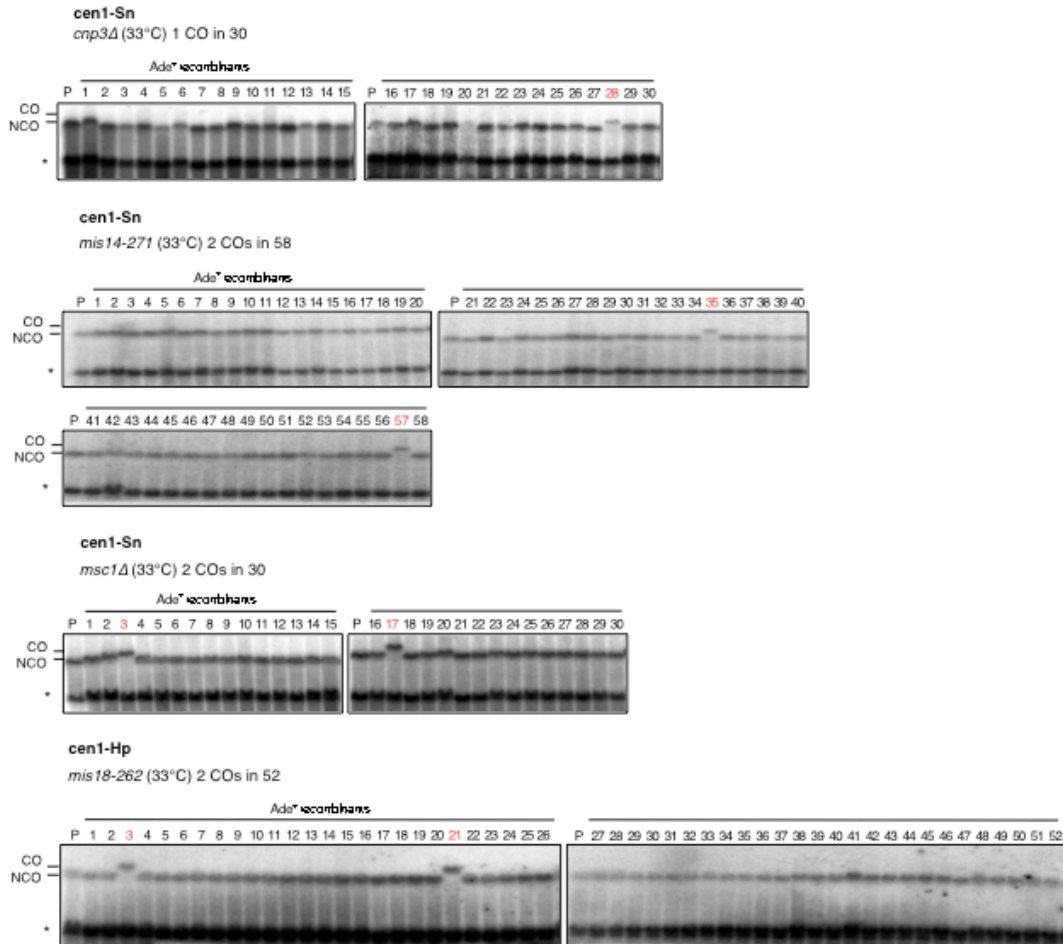 cen1-Sn
cnp3Δ (33°C) 1 CO in 30
Ade⁺ recombinants
P 1 2 3 4 5 6 7 8 9 10 11 12 13 14 15
P 16 17 18 19 20 21 22 23 24 25 26 27 28 29 30
CO
NCO
*
cen1-Sn
mis14-271 (33°C) 2 COs in 58
Ade⁺ recombinants
P 1 2 3 4 5 6 7 8 9 10 11 12 13 14 15 16 17 18 19 20
P 21 22 23 24 25 26 27 28 29 30 31 32 33 34 35 36 37 38 39 40
CO
NCO
*
P 41 42 43 44 45 46 47 48 49 50 51 52 53 54 55 56 57 58
CO
NCO
*
cen1-Sn
msc1Δ (33°C) 2 COs in 30
Ade⁺ recombinants
P 1 2 3 4 5 6 7 8 9 10 11 12 13 14 15
P 16 17 18 19 20 21 22 23 24 25 26 27 28 29 30
CO
NCO
*
cen1-Hp
mis18-262 (33°C) 2 COs in 52
Ade⁺ recombinants
P 1 2 3 4 5 6 7 8 9 10 11 12 13 14 15 16 17 18 19 20 21 22 23 24 25 26
P 27 28 29 30 31 32 33 34 35 36 37 38 39 40 41 42 43 44 45 46 47 48 49 50 51 52
CO
NCO
*